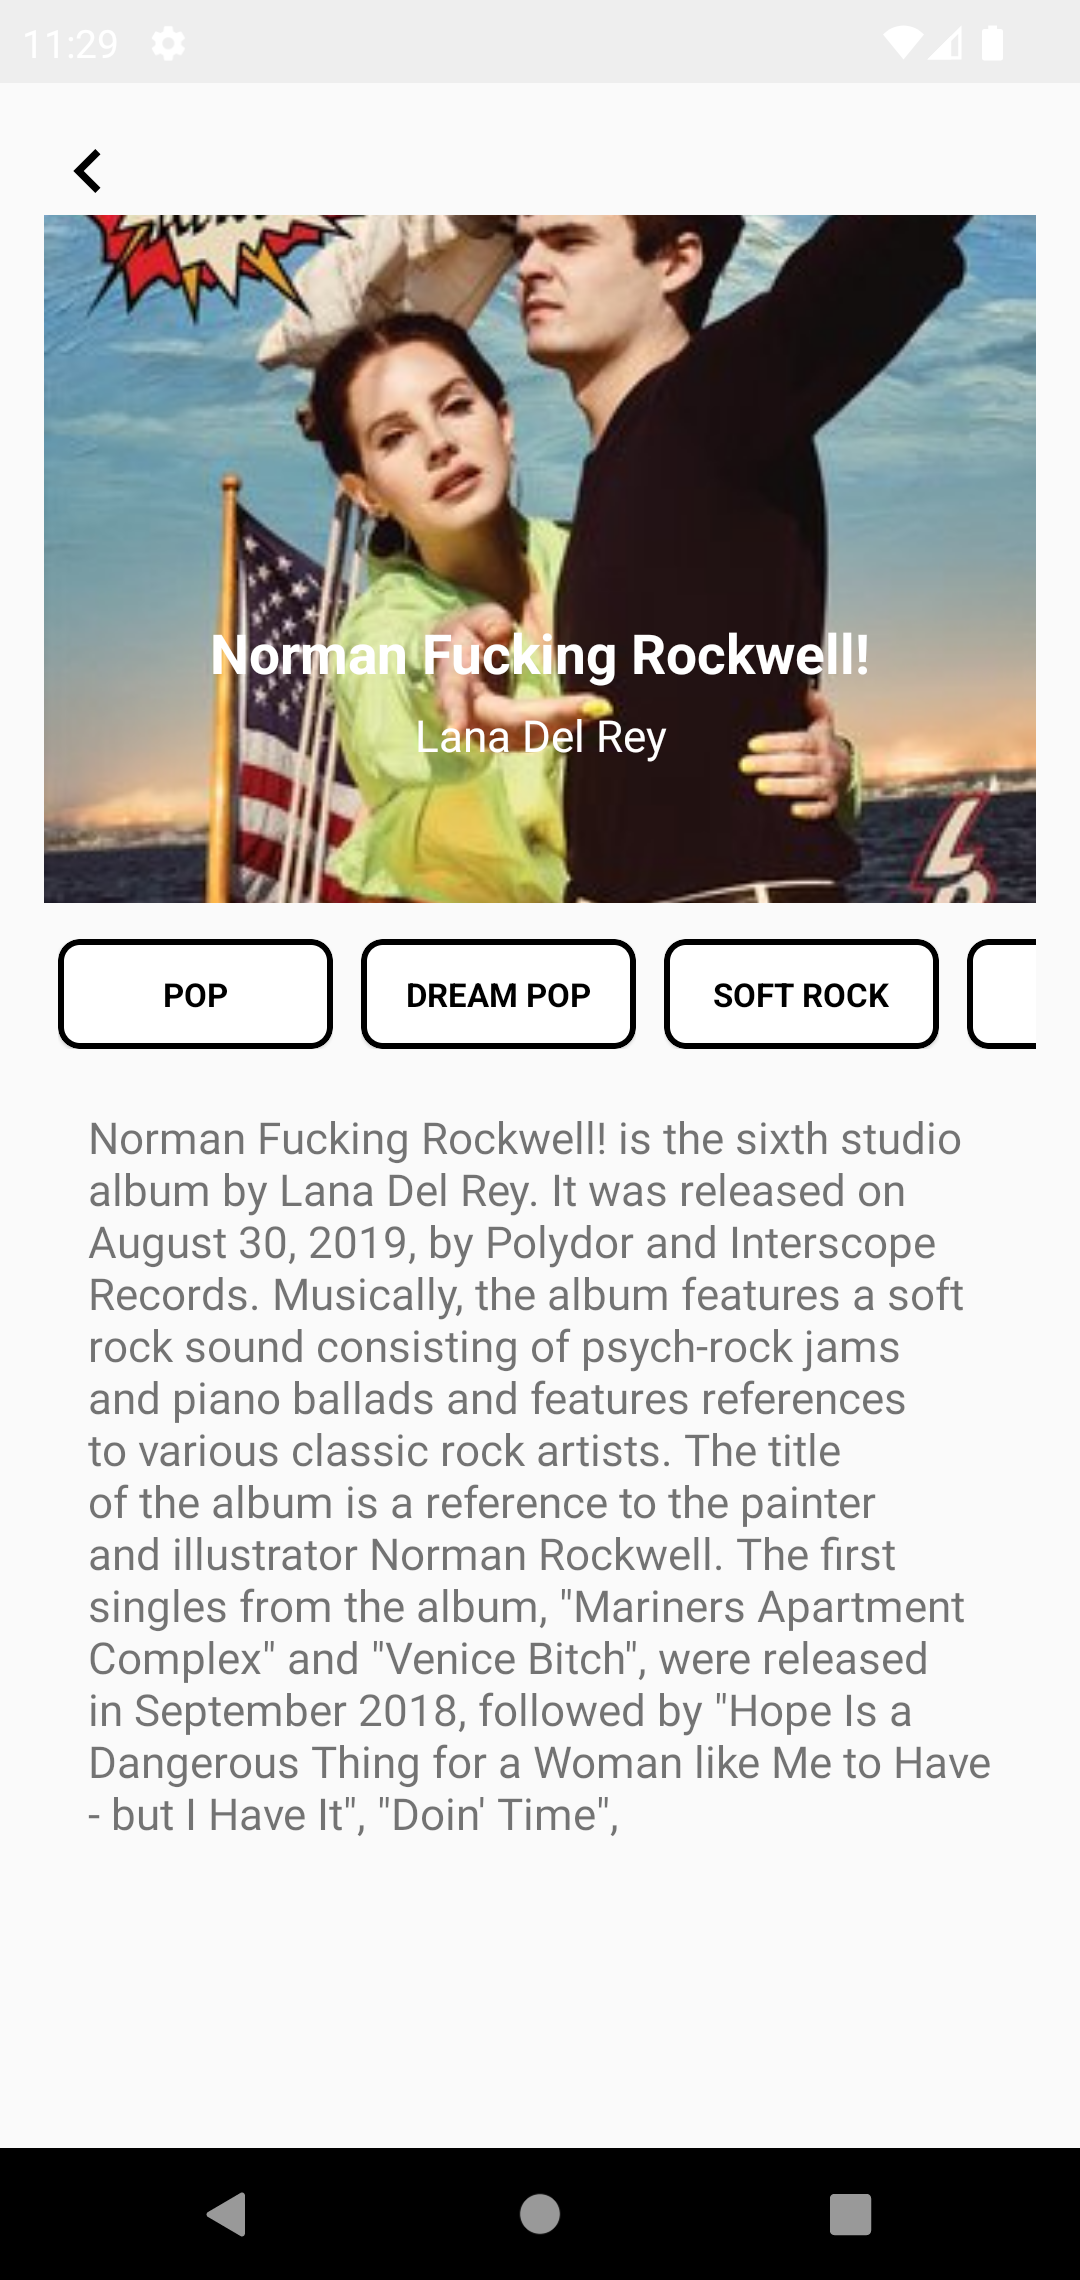 11:29
Norman Fucking Rockwell!
Lana Del Rey
POP
DREAM POP
SOFT ROCK
Norman Fucking Rockwell! is the sixth studio
album by Lana Del Rey. It was released on
August 30, 2019, by Polydor and Interscope
Records. Musically, the album features a soft
rock sound consisting of psych-rock jams
and piano ballads and features references
to various classic rock artists. The title
of the album is a reference to the painter
and illustrator Norman Rockwell. The first
singles from the album, "Mariners Apartment
Complex" and "Venice Bitch", were released
in September 2018, followed by "Hope Is a
Dangerous Thing for a Woman like Me to Have
- but I Have It", "Doin' Time",